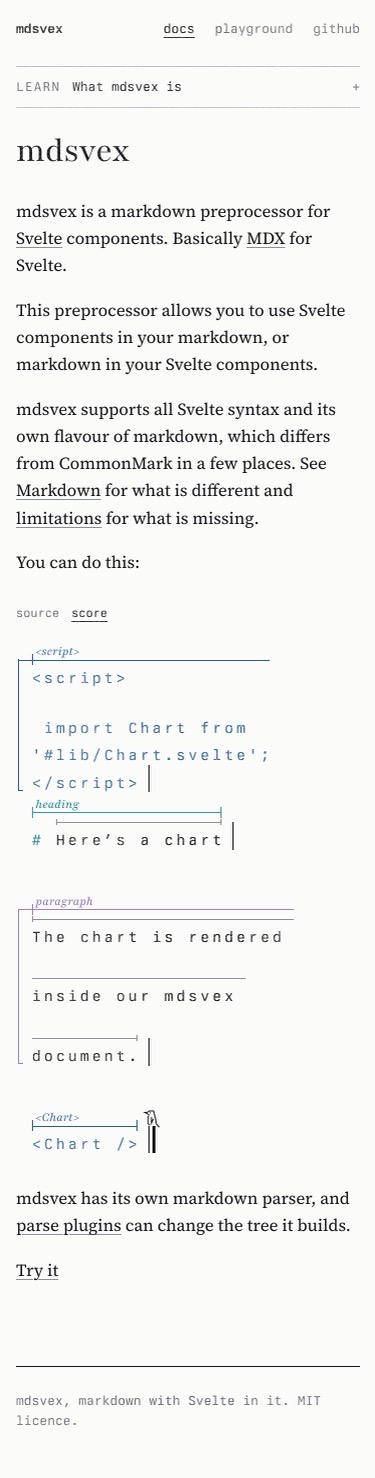 mdsvex docs playground github
LEARN What mdsvex is +
mdsvex
mdsvex is a markdown preprocessor for
Svelte components. Basically MDX for
Svelte.
This preprocessor allows you to use Svelte
components in your markdown, or
markdown in your Svelte components.
mdsvex supports all Svelte syntax and its
own flavour of markdown, which differs
from CommonMark in a few places. See
Markdown for what is different and
limitations for what is missing.
You can do this:
source score
<script>
<script>
import Chart from
'#lib/Chart.svelte';
</script>
heading
# Here’s a chart
paragraph
The chart is rendered
inside our mdsvex
document.
<Chart>
<Chart />
mdsvex has its own markdown parser, and
parse plugins can change the tree it builds.
Try it
mdsvex, markdown with Svelte in it. MIT
licence.